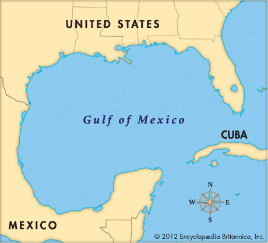 UNITED STATES
Gulf of Mexico
CUBA
N
W E
S
MEXICO
© 2012 Encyclopædia Britannica, Inc.